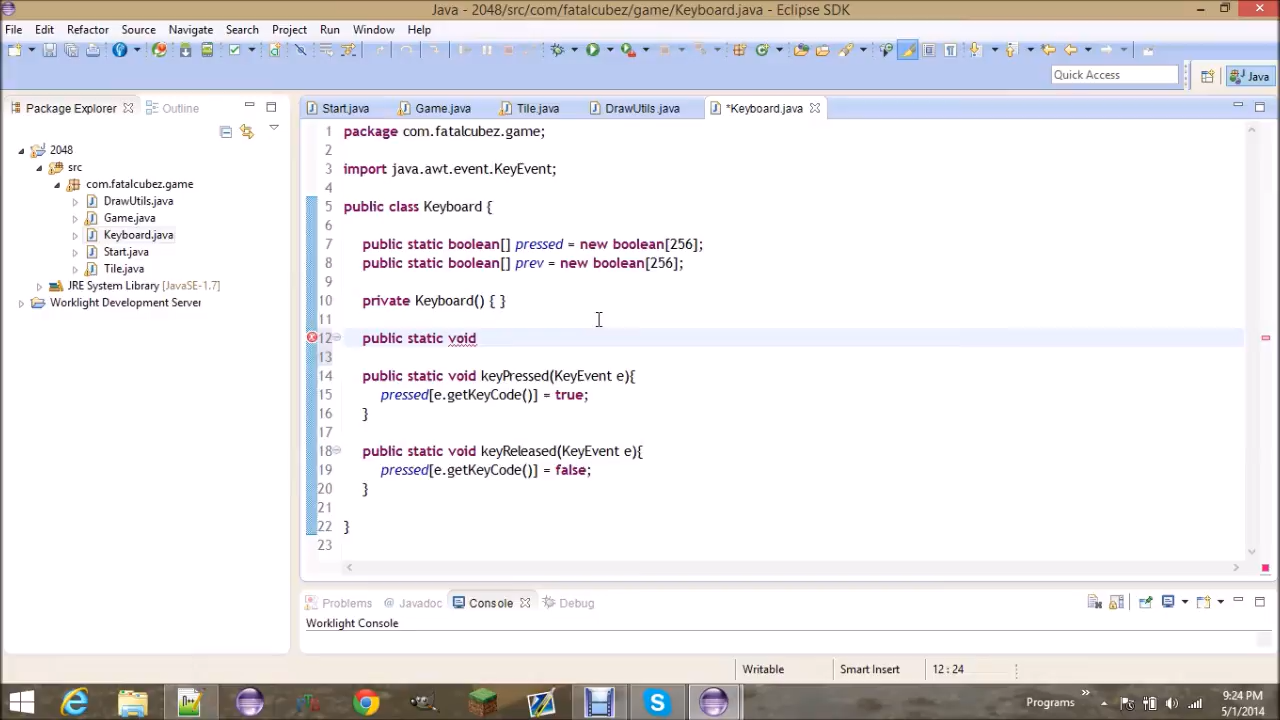 Java - 2048/src/com/fatalcubez/game/Keyboard.java - Eclipse SDK
File Edit Refactor Source Navigate Search Project Run Window Help
Quick Access
Java
Package Explorer
Outline
Start.java
Game.java
Tile.java
DrawUtils.java
*Keyboard.java
2048
src
com.fatalcubez.game
DrawUtils.java
Game.java
Keyboard.java
Start.java
Tile.java
JRE System Library [JavaSE-1.7]
Worklight Development Server
1 package com.fatalcubez.game;
2
3 import java.awt.event.KeyEvent;
4
5 public class Keyboard {
6
7 public static boolean[] pressed = new boolean[256];
8 public static boolean[] prev = new boolean[256];
9
10 private Keyboard() { }
11
12 public static void
13
14 public static void keyPressed(KeyEvent e){
15 pressed[e.getKeyCode()] = true;
16 }
17
18 public static void keyReleased(KeyEvent e){
19 pressed[e.getKeyCode()] = false;
20 }
21
22 }
23
Problems
@ Javadoc
Console
Debug
Worklight Console
Writable
Smart Insert
12 : 24
Programs
9:24 PM
5/1/2014